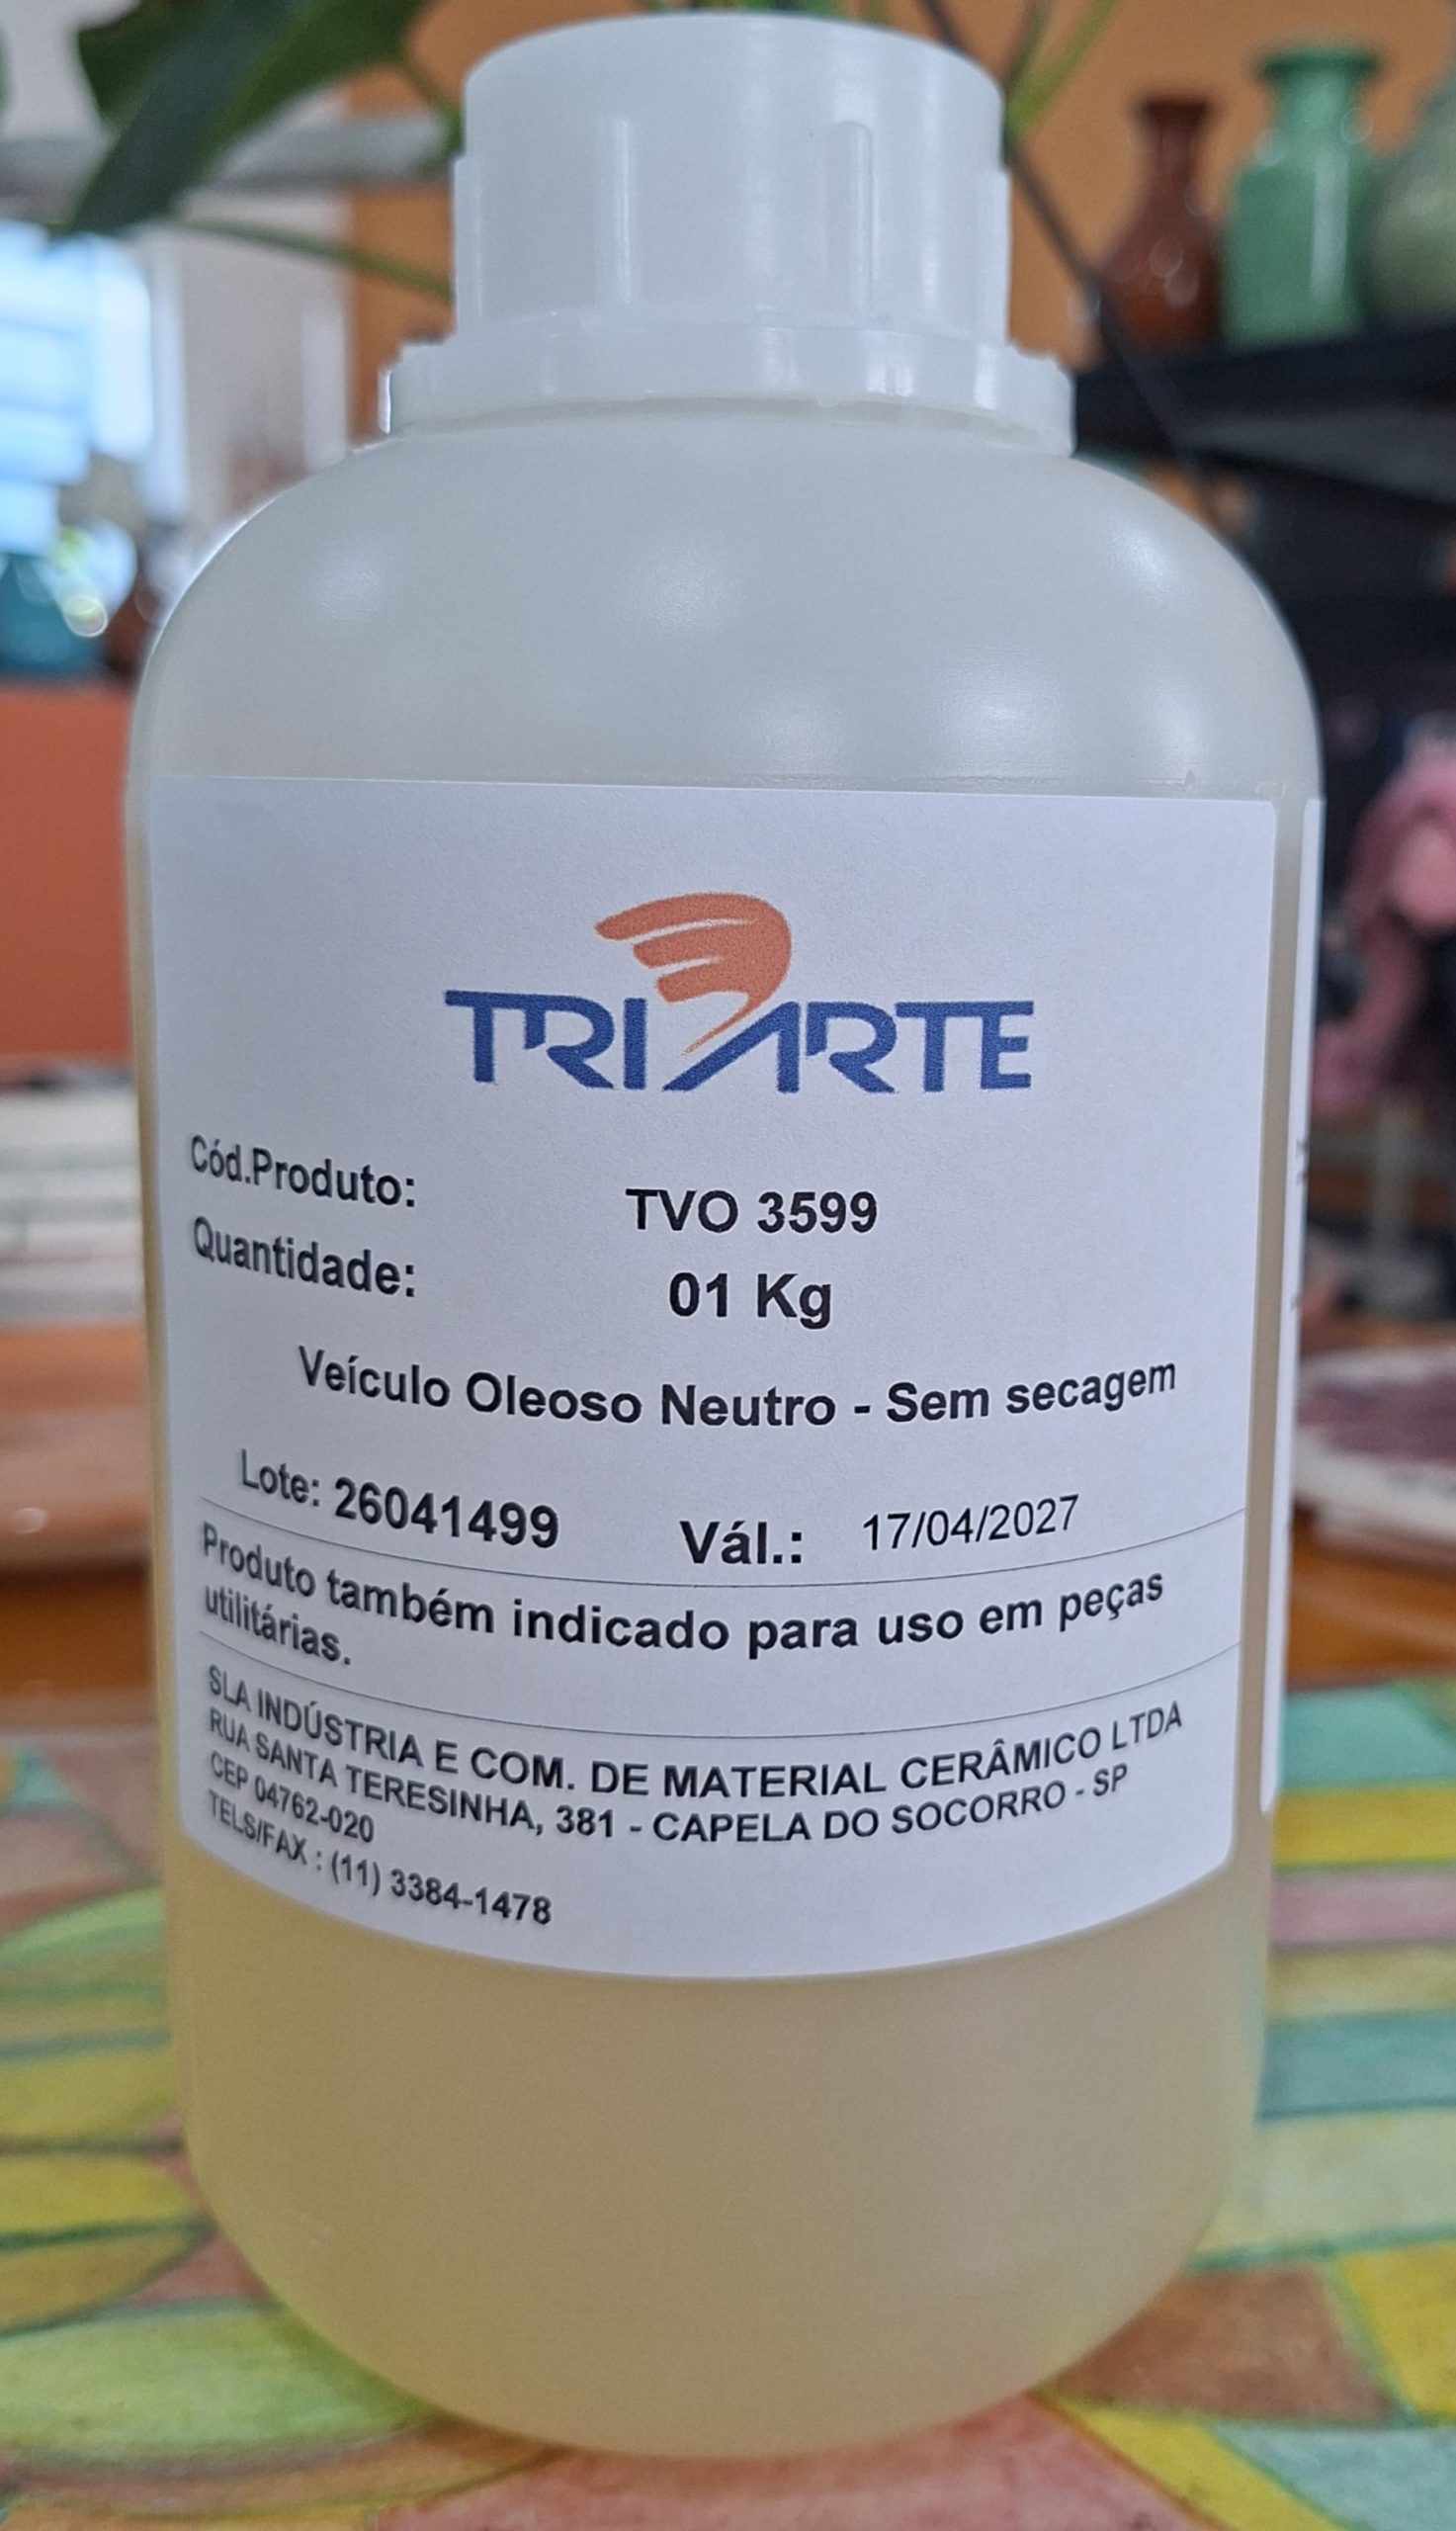 TRIARTE
Cód.Produto: TVO 3599
Quantidade: 01 Kg
Veículo Oleoso Neutro - Sem secagem
Lote: 26041499 Vál.: 17/04/2027
Produto também indicado para uso em peças
utilitárias.
SLA INDÚSTRIA E COM. DE MATERIAL CERÂMICO LTDA
RUA SANTA TERESINHA, 381 - CAPELA DO SOCORRO - SP
CEP 04762-020
TELS/FAX : (11) 3384-1478